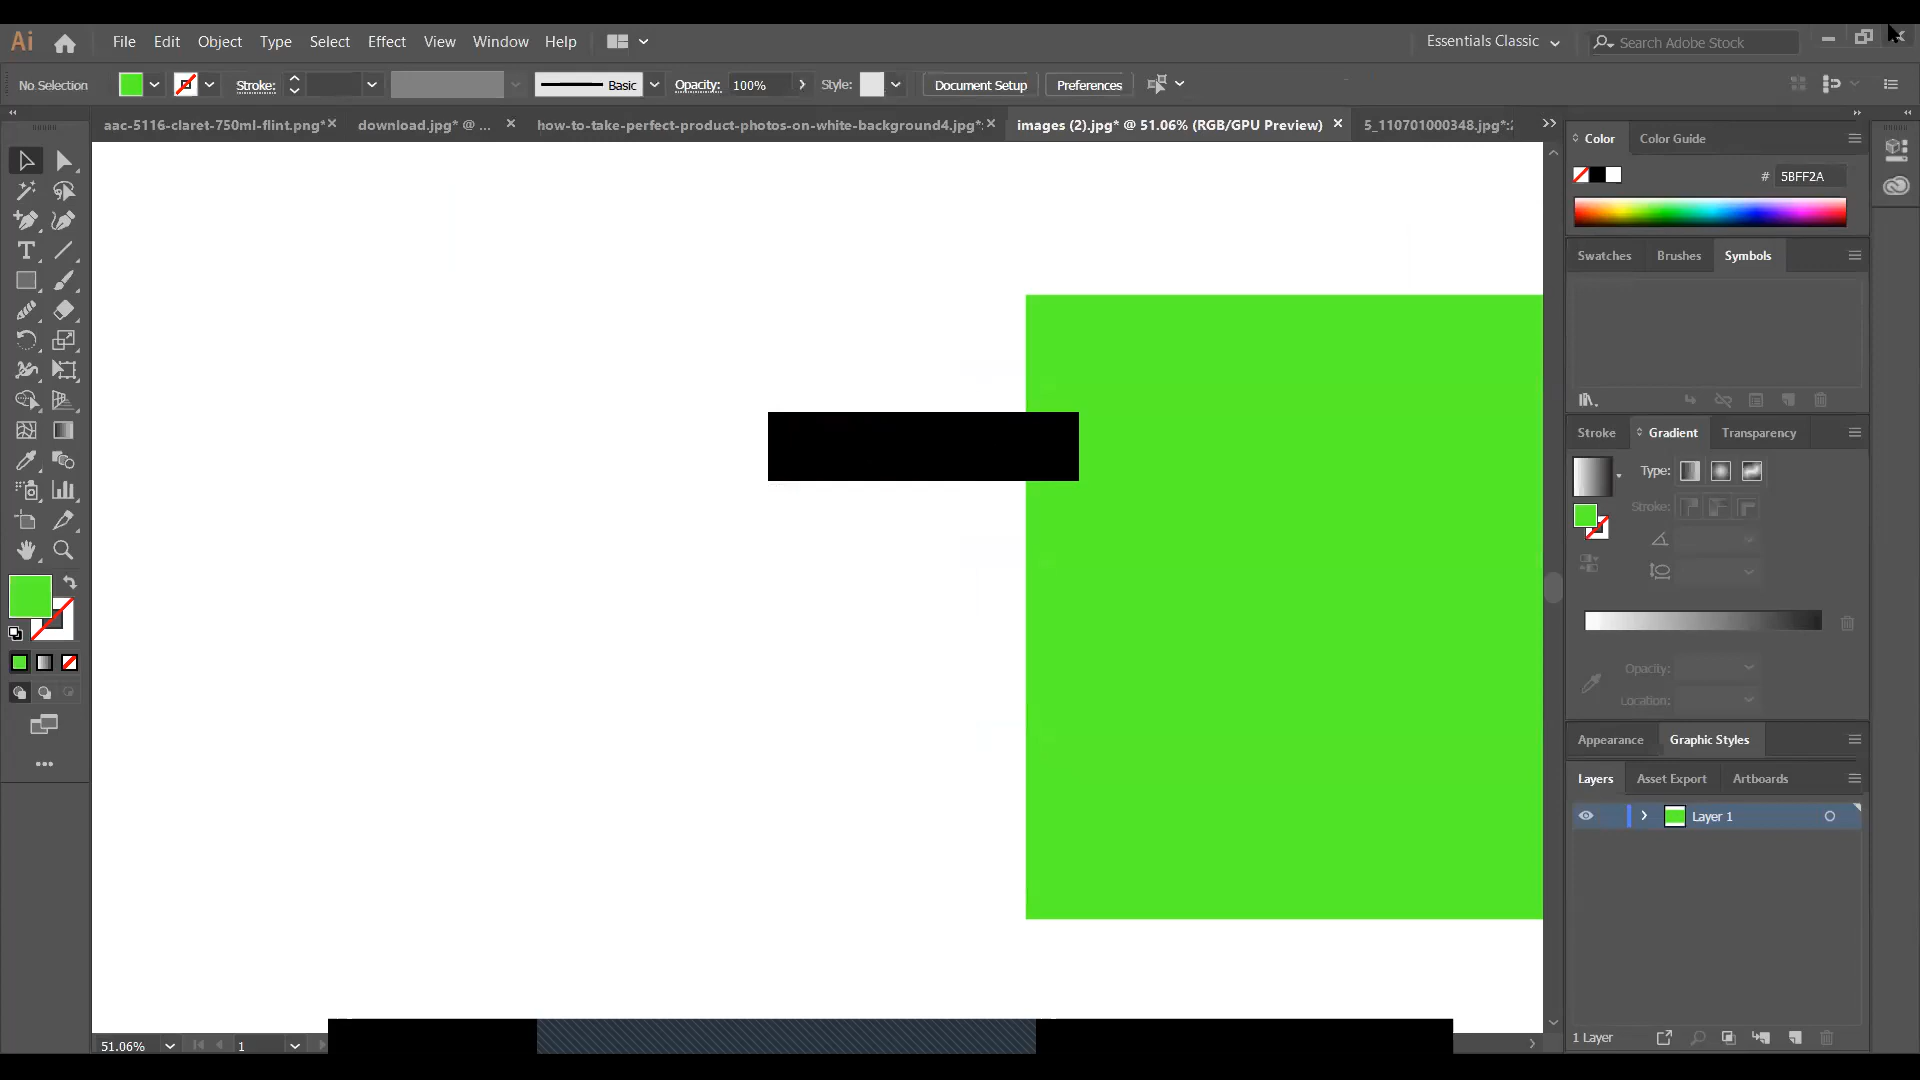 Ai File Edit Object Type Select Effect View Window Help Essentials Classic Search Adobe Stock
No Selection Stroke: Basic Opacity: 100% Style: Document Setup Preferences
aac-5116-claret-750ml-flint.png* download.jpg* @ ... how-to-take-perfect-product-photos-on-white-background4.jpg* images (2).jpg* @ 51.06% (RGB/GPU Preview) 5_110701000348.jpg*:
Color Color Guide
# 5BFF2A
Swatches Brushes Symbols
Stroke Gradient Transparency
Type:
Stroke:
Opacity:
Location:
Appearance Graphic Styles
Layers Asset Export Artboards
Layer 1
51.06% 1 1 Layer